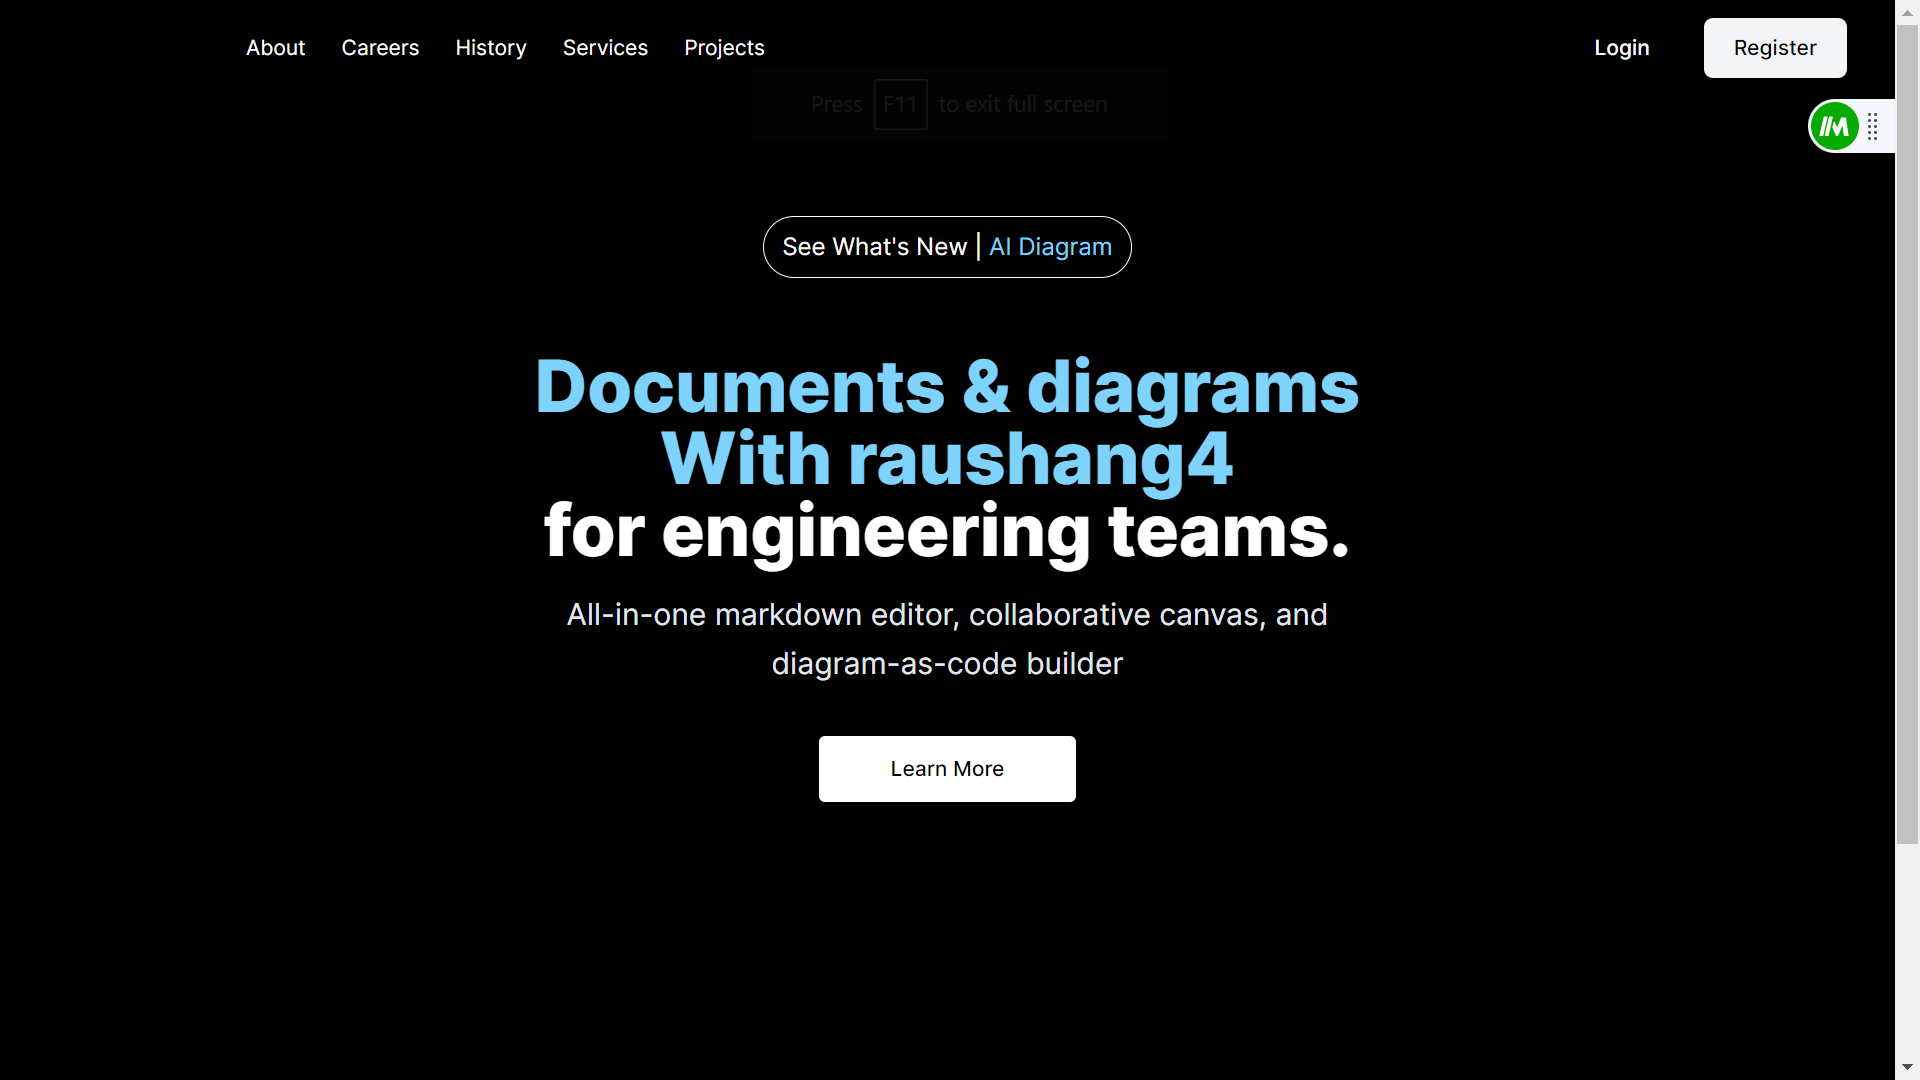 About Careers History Services Projects Login Register
Press F11 to exit full screen
See What's New | AI Diagram
Documents & diagrams
With raushang4
for engineering teams.
All-in-one markdown editor, collaborative canvas, and
diagram-as-code builder
Learn More